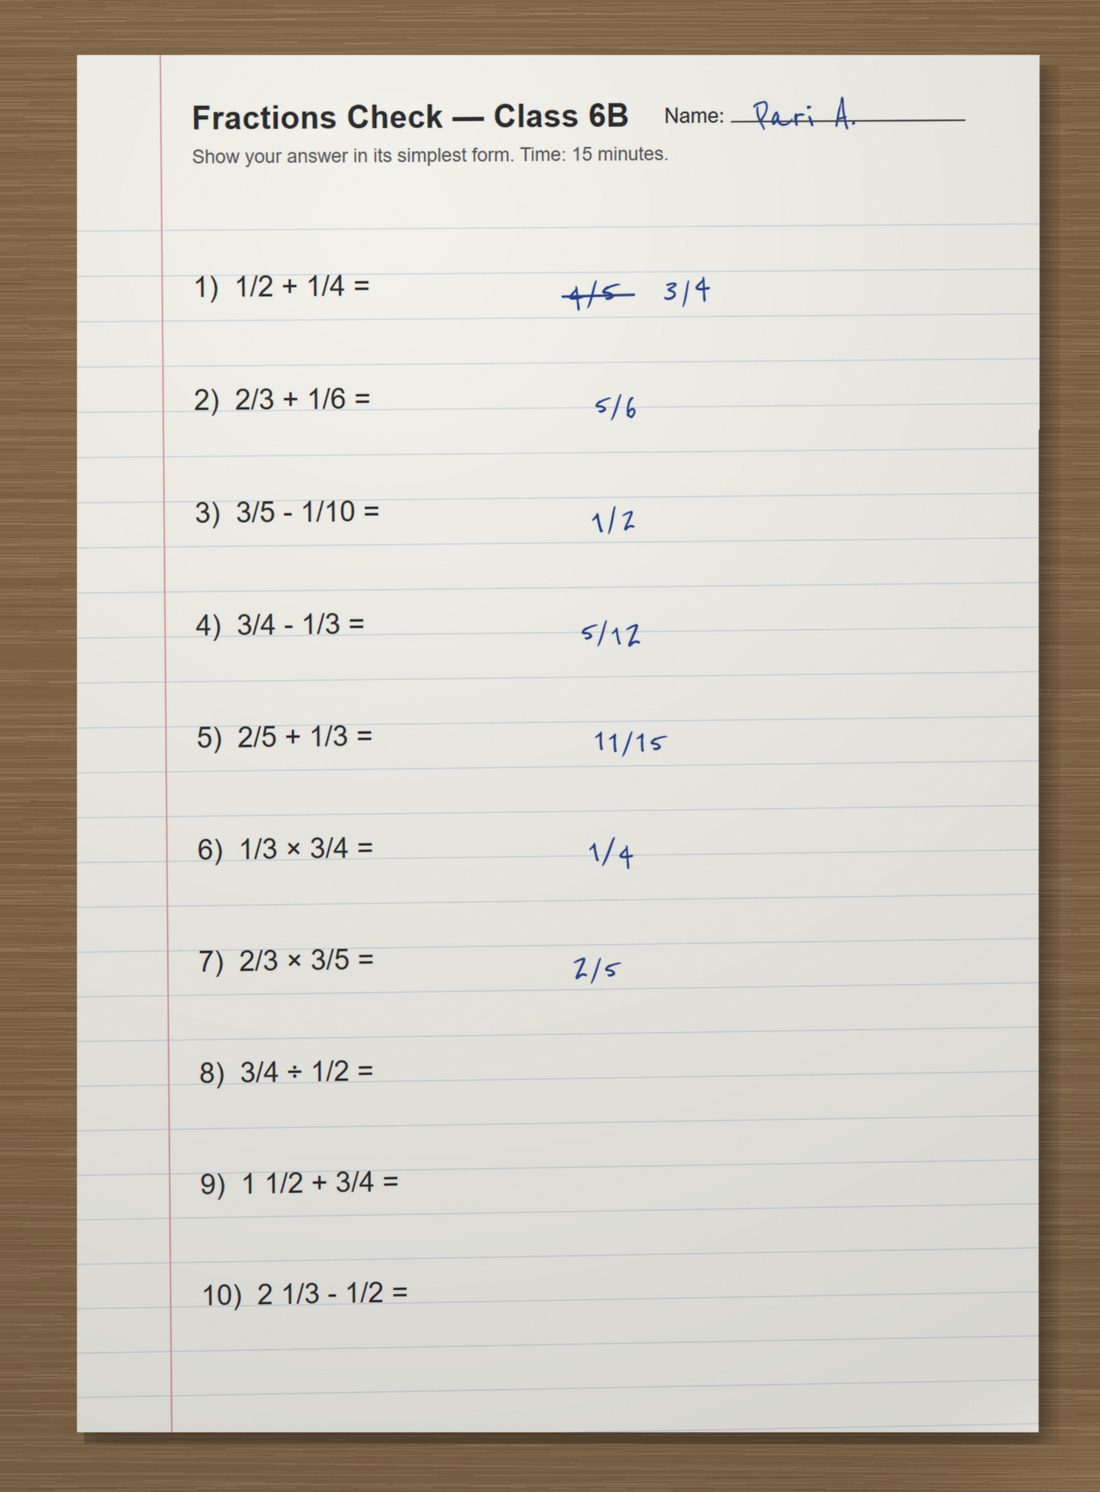 Fractions Check — Class 6B Name: Pari A.
Show your answer in its simplest form. Time: 15 minutes.
1) 1/2 + 1/4 = 4/5 3/4
2) 2/3 + 1/6 = 5/6
3) 3/5 - 1/10 = 1/2
4) 3/4 - 1/3 = 5/12
5) 2/5 + 1/3 = 11/15
6) 1/3 × 3/4 = 1/4
7) 2/3 × 3/5 = 2/5
8) 3/4 ÷ 1/2 =
9) 1 1/2 + 3/4 =
10) 2 1/3 - 1/2 =